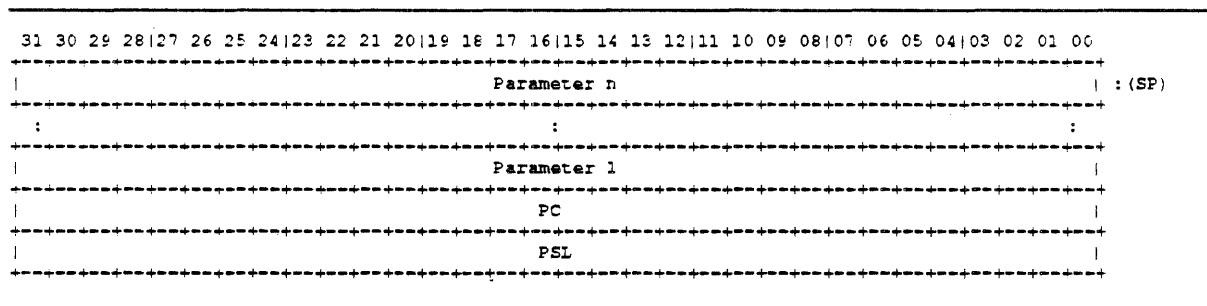 31 30 29 28|27 26 25 24|23 22 21 20|19 18 17 16|15 14 13 12|11 10 09 08|07 06 05 04|03 02 01 00
Parameter n | :(SP)
: : :
Parameter 1
PC
PSL